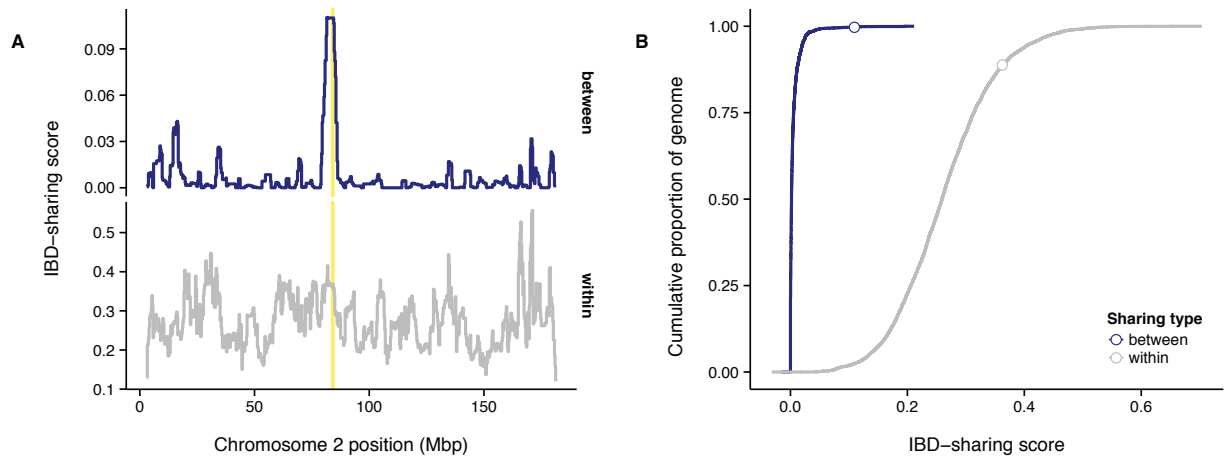 A
IBD−sharing score
0.09
0.06
0.03
0.00
between
0.5
0.4
0.3
0.2
0.1
within
0
50
100
150
Chromosome 2 position (Mbp)
B
Cumulative proportion of genome
1.00
0.75
0.50
0.25
0.00
Sharing type
between
within
0.0
0.2
0.4
0.6
IBD−sharing score